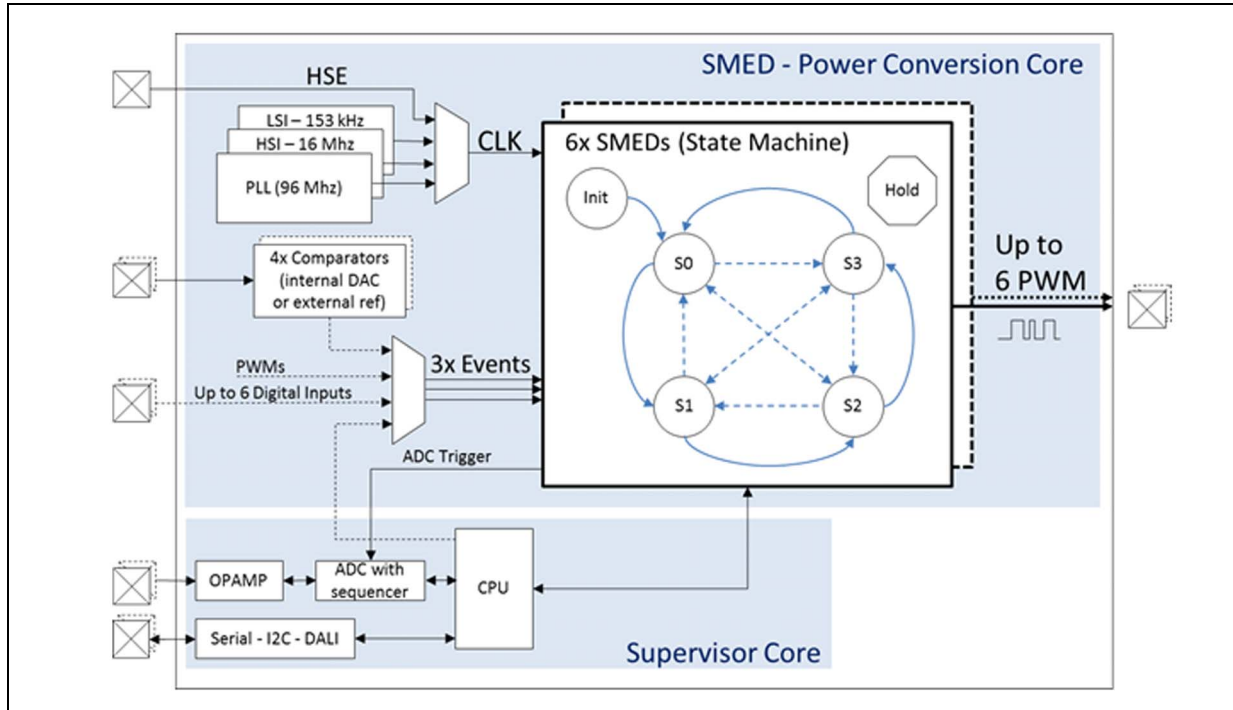 SMED - Power Conversion Core
HSE
LSI – 153 kHz
HSI – 16 Mhz
PLL (96 Mhz)
CLK
6x SMEDs (State Machine)
Init
Hold
S0
S3
S1
S2
4x Comparators
(internal DAC
or external ref)
Up to
6 PWM
PWMs
3x Events
Up to 6 Digital Inputs
ADC Trigger
OPAMP
ADC with
sequencer
CPU
Serial - I2C - DALI
Supervisor Core